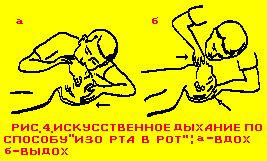 а б
РИС.4.ИСКУССТВЕННОЕ ДЫХАНИЕ ПО
СПОСОБУ"ИЗО РТА В РОТ":а-ВДОХ
б-ВЫДОХ